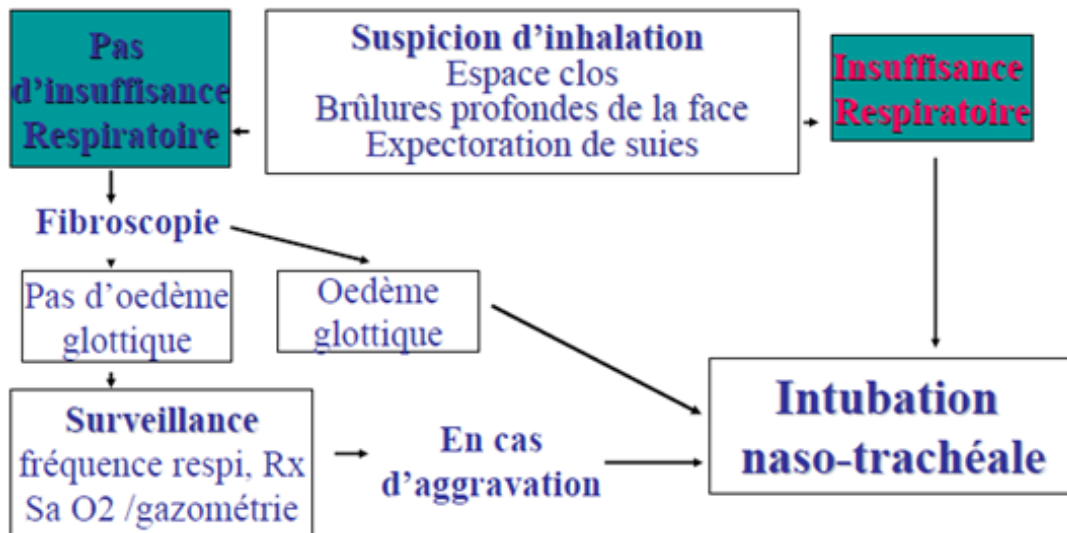 Pas
d'insuffisance
Respiratoire
Suspicion d'inhalation
Espace clos
Brûlures profondes de la face
Expectoration de suies
Insuffisance
Respiratoire
Fibroscopie
Pas d'oedème
glottique
Oedème
glottique
Surveillance
fréquence respi, Rx
Sa O2 /gazométrie
En cas
d'aggravation
Intubation
naso-trachéale